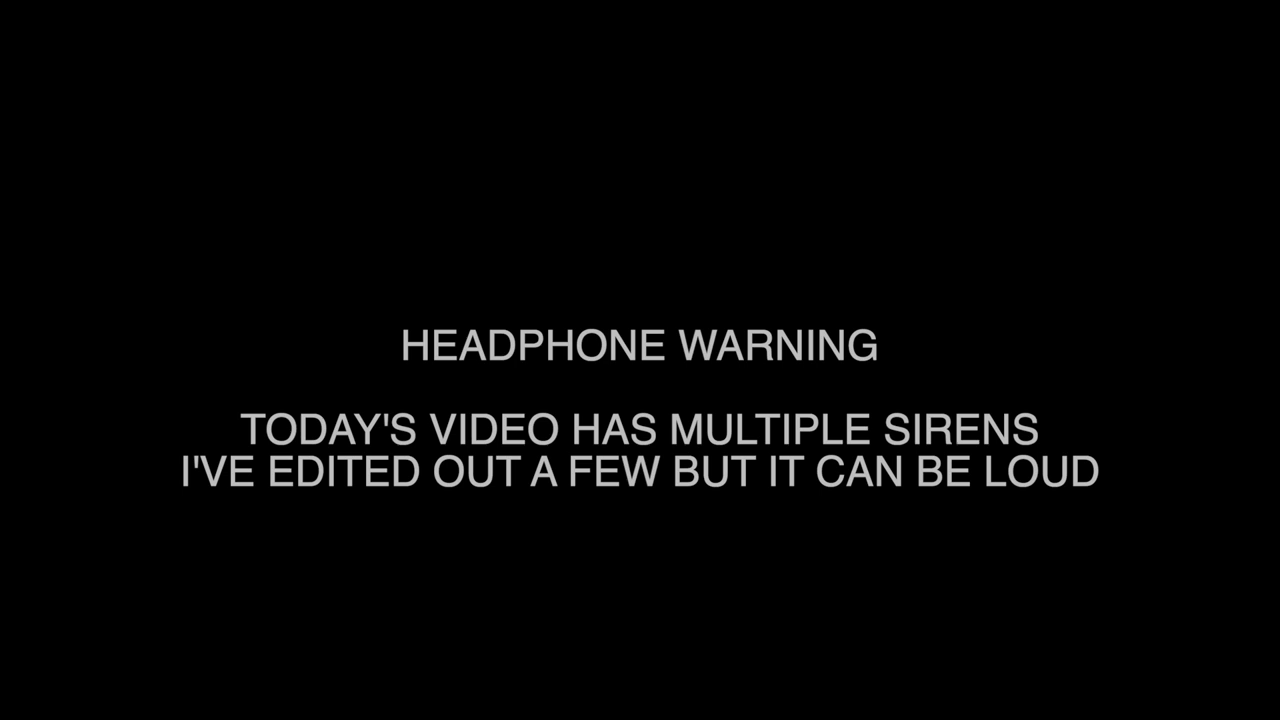 HEADPHONE WARNING
TODAY'S VIDEO HAS MULTIPLE SIRENS
I'VE EDITED OUT A FEW BUT IT CAN BE LOUD